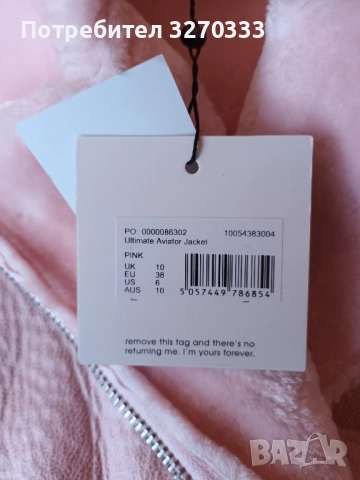 Потребител 3270333
PO: 0000086302 10054383004
Ultimate Aviator Jacket
PINK
UK 10
EU 38
US 6
AUS 10
5 057449 786854
remove this tag and there's no
returning me. i'm yours forever.
BAZAR